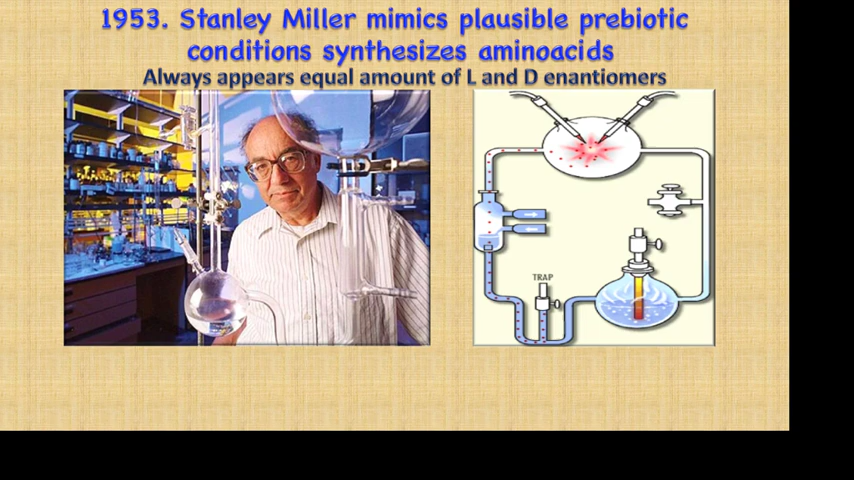 1953. Stanley Miller mimics plausible prebiotic
conditions synthesizes aminoacids
Always appears equal amount of L and D enantiomers
TRAP